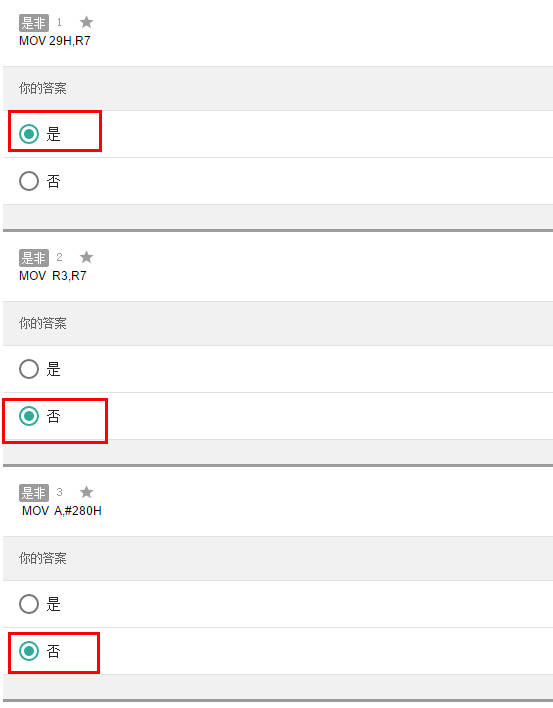 是非 1
MOV 29H,R7
你的答案
是
否
是非 2
MOV R3,R7
你的答案
是
否
是非 3
MOV A,#280H
你的答案
是
否